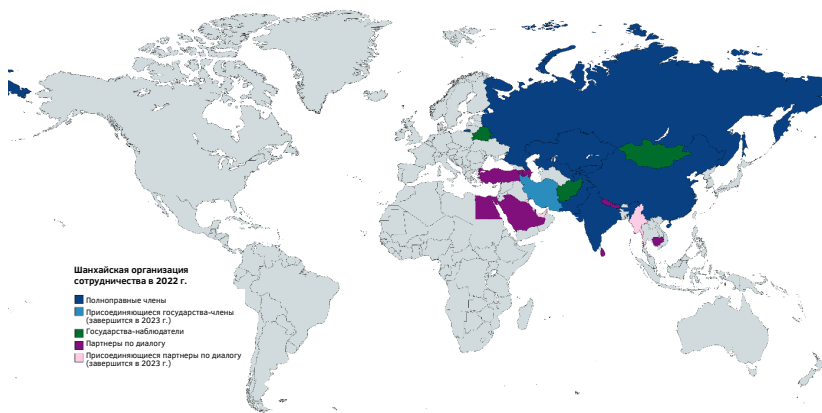 Шанхайская организация
сотрудничества в 2022 г.
Полноправные члены
Присоединяющиеся государства-члены
(завершится в 2023 г.)
Государства-наблюдатели
Партнеры по диалогу
Присоединяющиеся партнеры по диалогу
(завершится в 2023 г.)